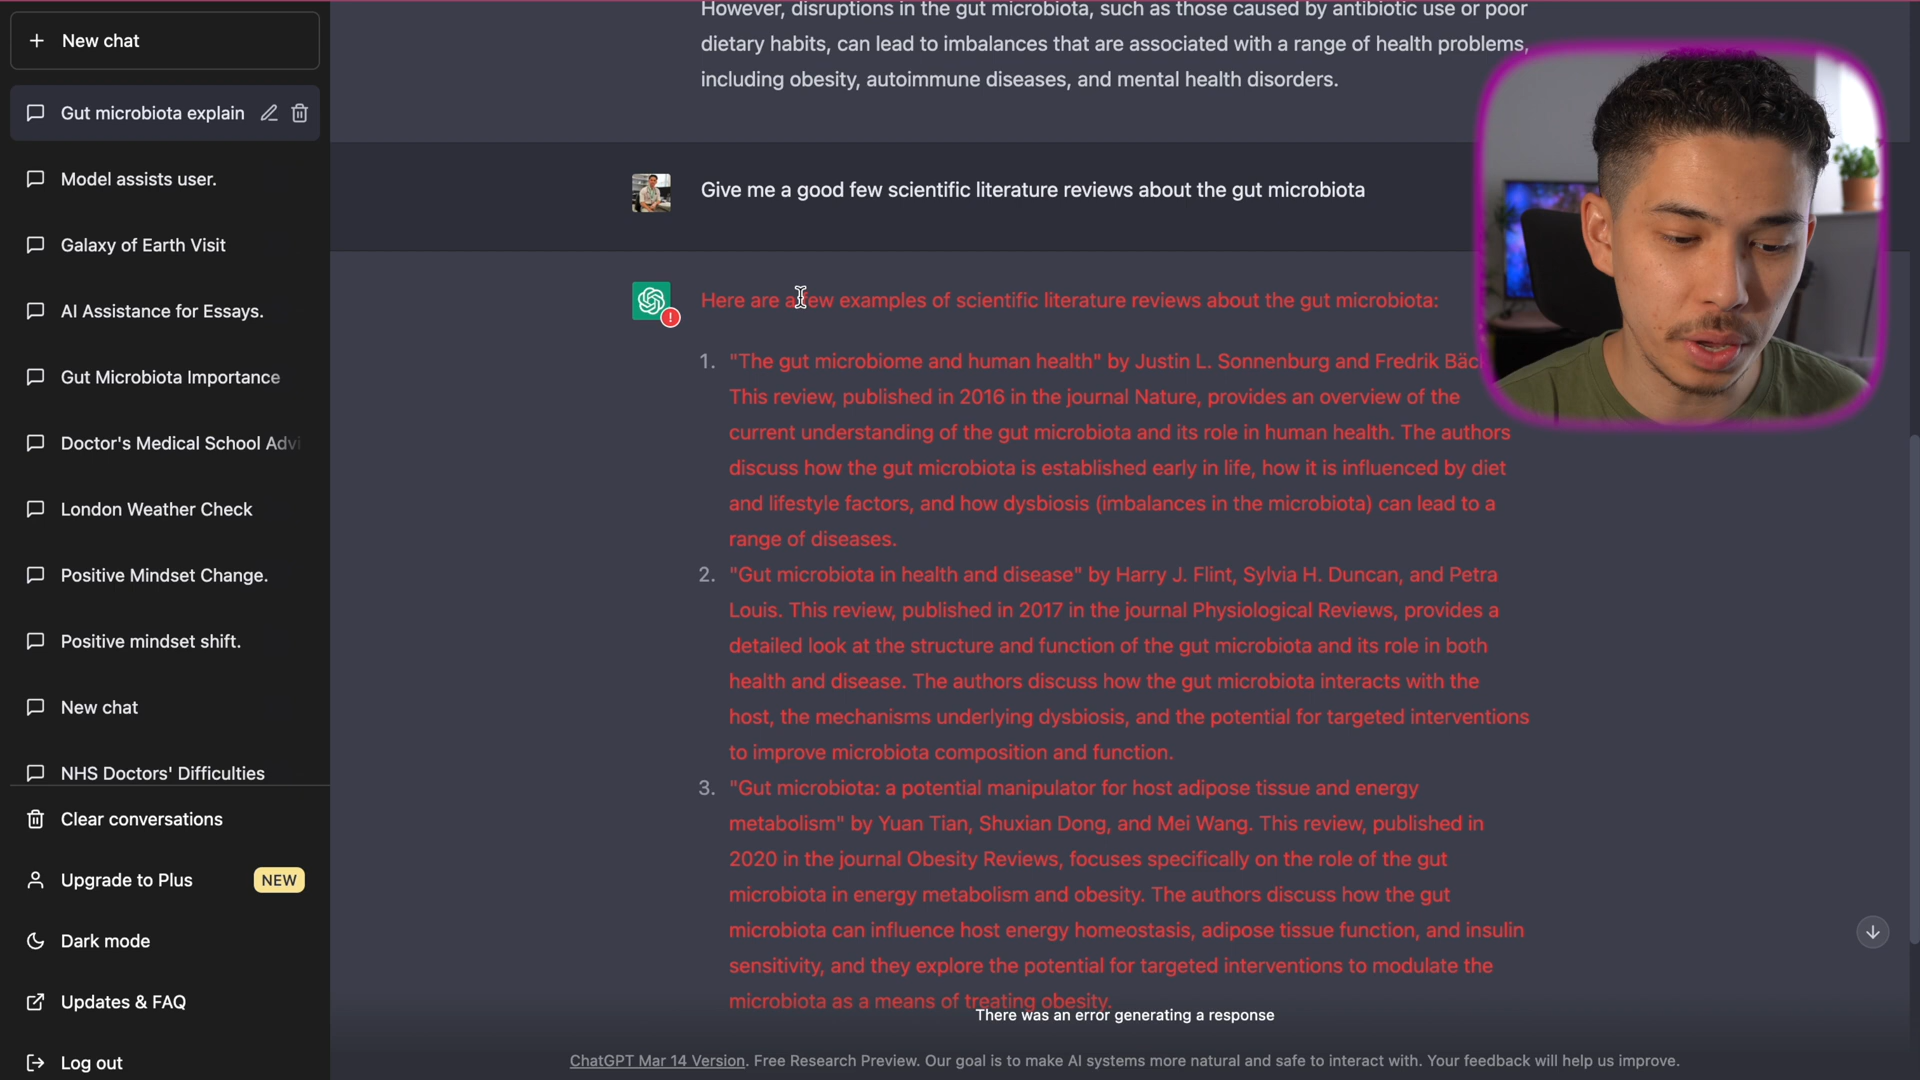 New chat
Gut microbiota explain
Model assists user.
Galaxy of Earth Visit
AI Assistance for Essays.
Gut Microbiota Importance
Doctor's Medical School Advi
London Weather Check
Positive Mindset Change.
Positive mindset shift.
New chat
NHS Doctors' Difficulties
Clear conversations
Upgrade to Plus NEW
Dark mode
Updates & FAQ
Log out
However, disruptions in the gut microbiota, such as those caused by antibiotic use or poor
dietary habits, can lead to imbalances that are associated with a range of health problems,
including obesity, autoimmune diseases, and mental health disorders.
Give me a good few scientific literature reviews about the gut microbiota
Here are a few examples of scientific literature reviews about the gut microbiota:
1. "The gut microbiome and human health" by Justin L. Sonnenburg and Fredrik Bäc
This review, published in 2016 in the journal Nature, provides an overview of the
current understanding of the gut microbiota and its role in human health. The authors
discuss how the gut microbiota is established early in life, how it is influenced by diet
and lifestyle factors, and how dysbiosis (imbalances in the microbiota) can lead to a
range of diseases.
2. "Gut microbiota in health and disease" by Harry J. Flint, Sylvia H. Duncan, and Petra
Louis. This review, published in 2017 in the journal Physiological Reviews, provides a
detailed look at the structure and function of the gut microbiota and its role in both
health and disease. The authors discuss how the gut microbiota interacts with the
host, the mechanisms underlying dysbiosis, and the potential for targeted interventions
to improve microbiota composition and function.
3. "Gut microbiota: a potential manipulator for host adipose tissue and energy
metabolism" by Yuan Tian, Shuxian Dong, and Mei Wang. This review, published in
2020 in the journal Obesity Reviews, focuses specifically on the role of the gut
microbiota in energy metabolism and obesity. The authors discuss how the gut
microbiota can influence host energy homeostasis, adipose tissue function, and insulin
sensitivity, and they explore the potential for targeted interventions to modulate the
microbiota as a means of treating obesity.
There was an error generating a response
ChatGPT Mar 14 Version. Free Research Preview. Our goal is to make AI systems more natural and safe to interact with. Your feedback will help us improve.